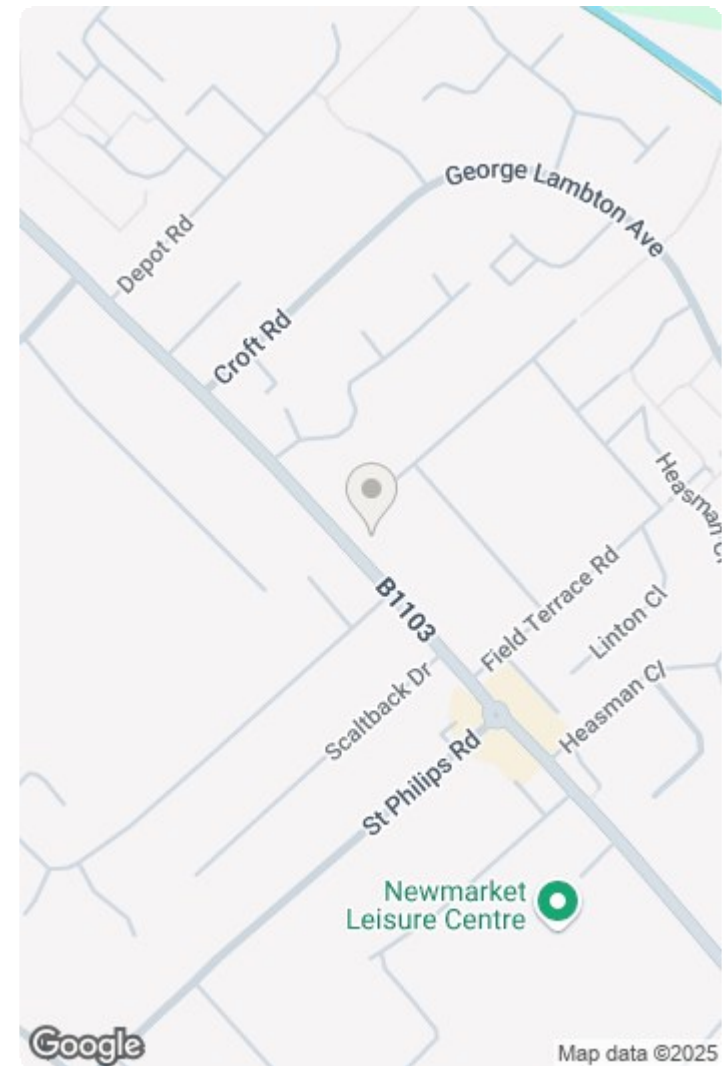 George Lambton Ave
Depot Rd
Croft Rd
Heasman Cl
B1103
Field Terrace Rd
Linton Cl
Scaltback Dr
Heasman Cl
St Philips Rd
Newmarket
Leisure Centre
Google
Map data ©2025